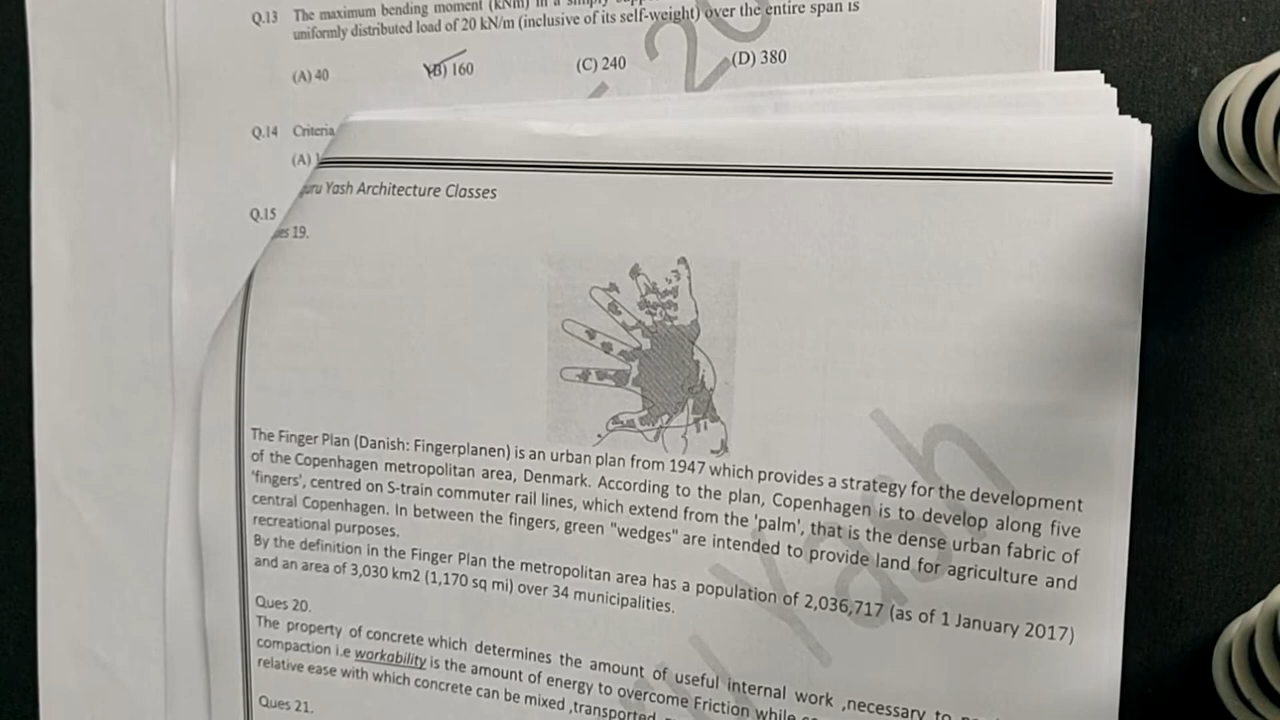 Q.13 The maximum bending moment (kNm) in a simply
uniformly distributed load of 20 kN/m (inclusive of its self-weight) over the entire span is
(A) 40 (B) 160 (C) 240 (D) 380
Q.14 Criteria
(A)
Yash Architecture Classes
Q.15
19.
The Finger Plan (Danish: Fingerplanen) is an urban plan from 1947 which provides a strategy for the development
of the Copenhagen metropolitan area, Denmark. According to the plan, Copenhagen is to develop along five
'fingers', centred on S-train commuter rail lines, which extend from the 'palm', that is the dense urban fabric of
central Copenhagen. In between the fingers, green "wedges" are intended to provide land for agriculture and
recreational purposes.
By the definition in the Finger Plan the metropolitan area has a population of 2,036,717 (as of 1 January 2017)
and an area of 3,030 km2 (1,170 sq mi) over 34 municipalities.
Ques 20.
The property of concrete which determines the amount of useful internal work ,necessary to
compaction i.e workability is the amount of energy to overcome Friction while
relative ease with which concrete can be mixed ,transported
Ques 21.
Yash